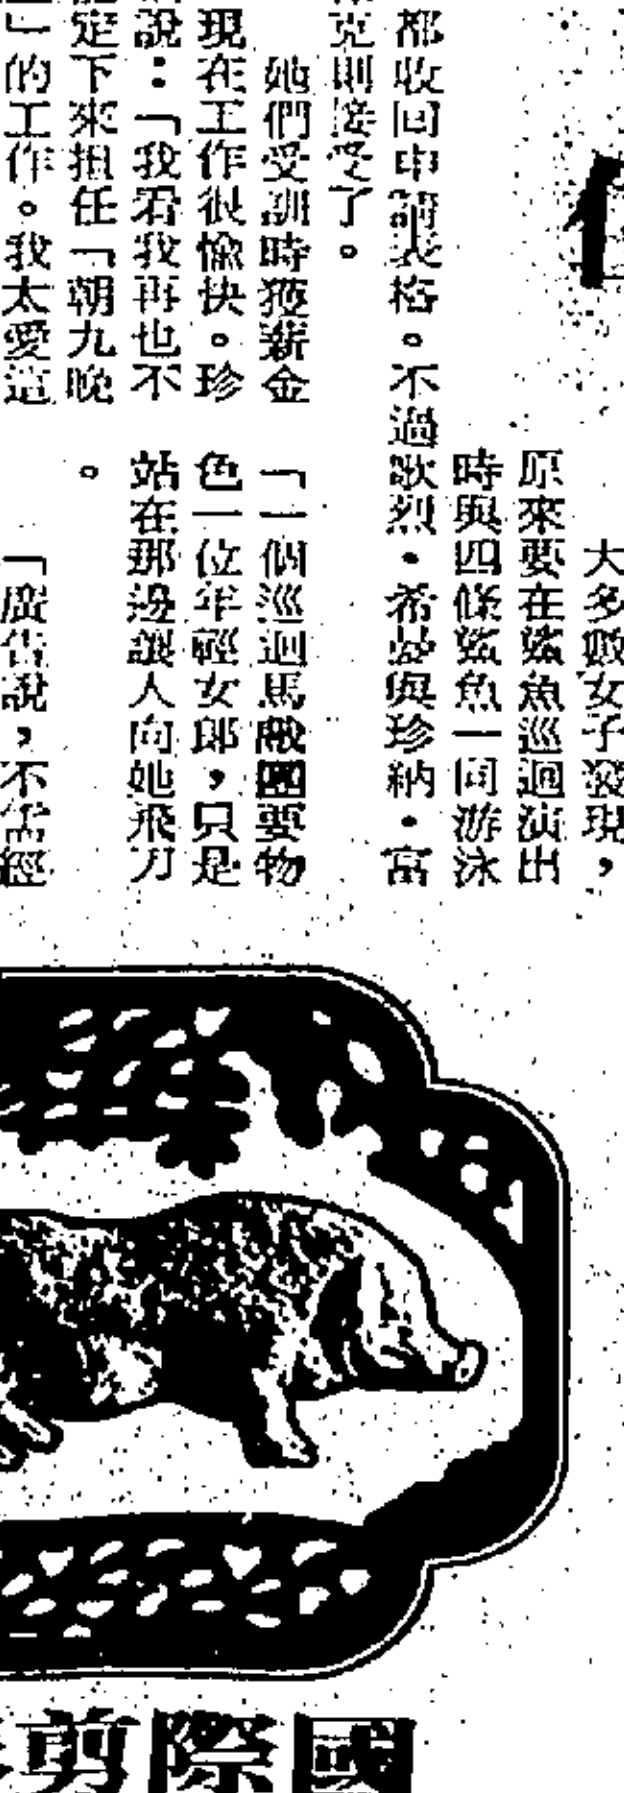 大多數女子發現，
原來要在鯊魚巡迴演出
時與四條鯊魚一同游泳
都收回申請表格。不過歌烈・希夢與珍納・富
克則接受了。
她們受訓時獲薪金
現在工作很愉快。珍
說：「我看我再也不
定下來担任「朝九晚
」的工作。我太愛這
「一個巡迴馬戲團要物
色一位年輕女郎，只是
站在那邊讓人向她飛刀
。
「廣告說，不需經
國際剪